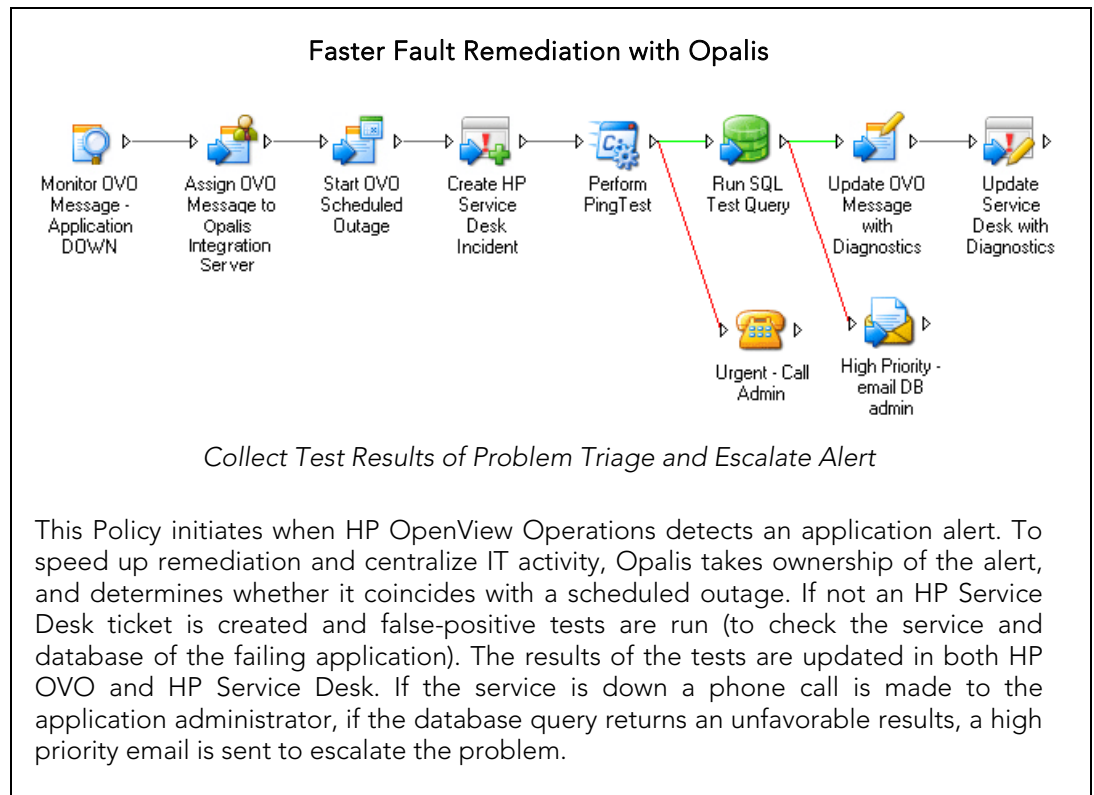 Faster Fault Remediation with Opalis
Monitor OVO
Message -
Application
DOWN
Assign OVO
Message to
Opalis
Integration
Server
Start OVO
Scheduled
Outage
Create HP
Service
Desk
Incident
Perform
PingTest
Run SQL
Test Query
Update OVO
Message
with
Diagnostics
Update
Service
Desk with
Diagnostics
Urgent - Call
Admin
High Priority -
email DB
admin
Collect Test Results of Problem Triage and Escalate Alert
This Policy initiates when HP OpenView Operations detects an application alert. To
speed up remediation and centralize IT activity, Opalis takes ownership of the alert,
and determines whether it coincides with a scheduled outage. If not an HP Service
Desk ticket is created and false-positive tests are run (to check the service and
database of the failing application). The results of the tests are updated in both HP
OVO and HP Service Desk. If the service is down a phone call is made to the
application administrator, if the database query returns an unfavorable results, a high
priority email is sent to escalate the problem.